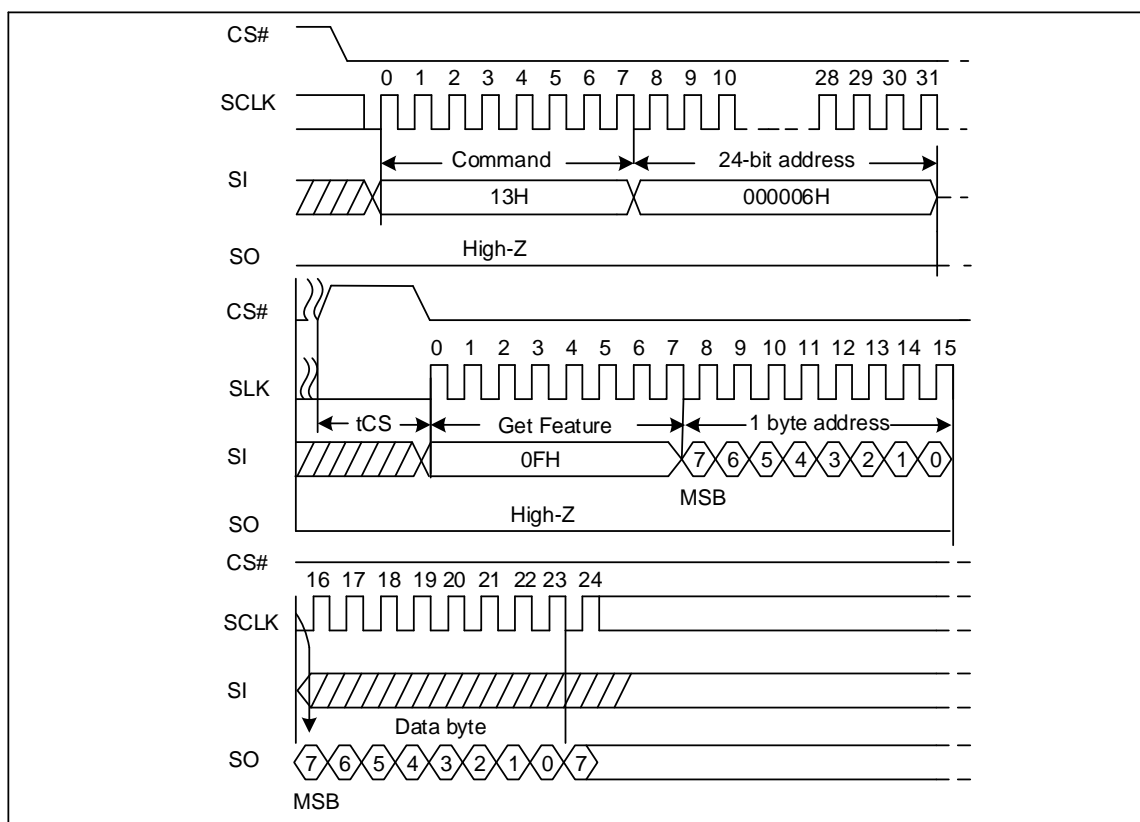 CS#
0 1 2 3 4 5 6 7 8 9 10 28 29 30 31
SCLK
Command 24-bit address
SI
13H 000006H
High-Z
SO
CS#
0 1 2 3 4 5 6 7 8 9 10 11 12 13 14 15
SLK
tCS Get Feature 1 byte address
SI
0FH 7 6 5 4 3 2 1 0
MSB
High-Z
SO
CS#
16 17 18 19 20 21 22 23 24
SCLK
SI
Data byte
SO
7 6 5 4 3 2 1 0 7
MSB